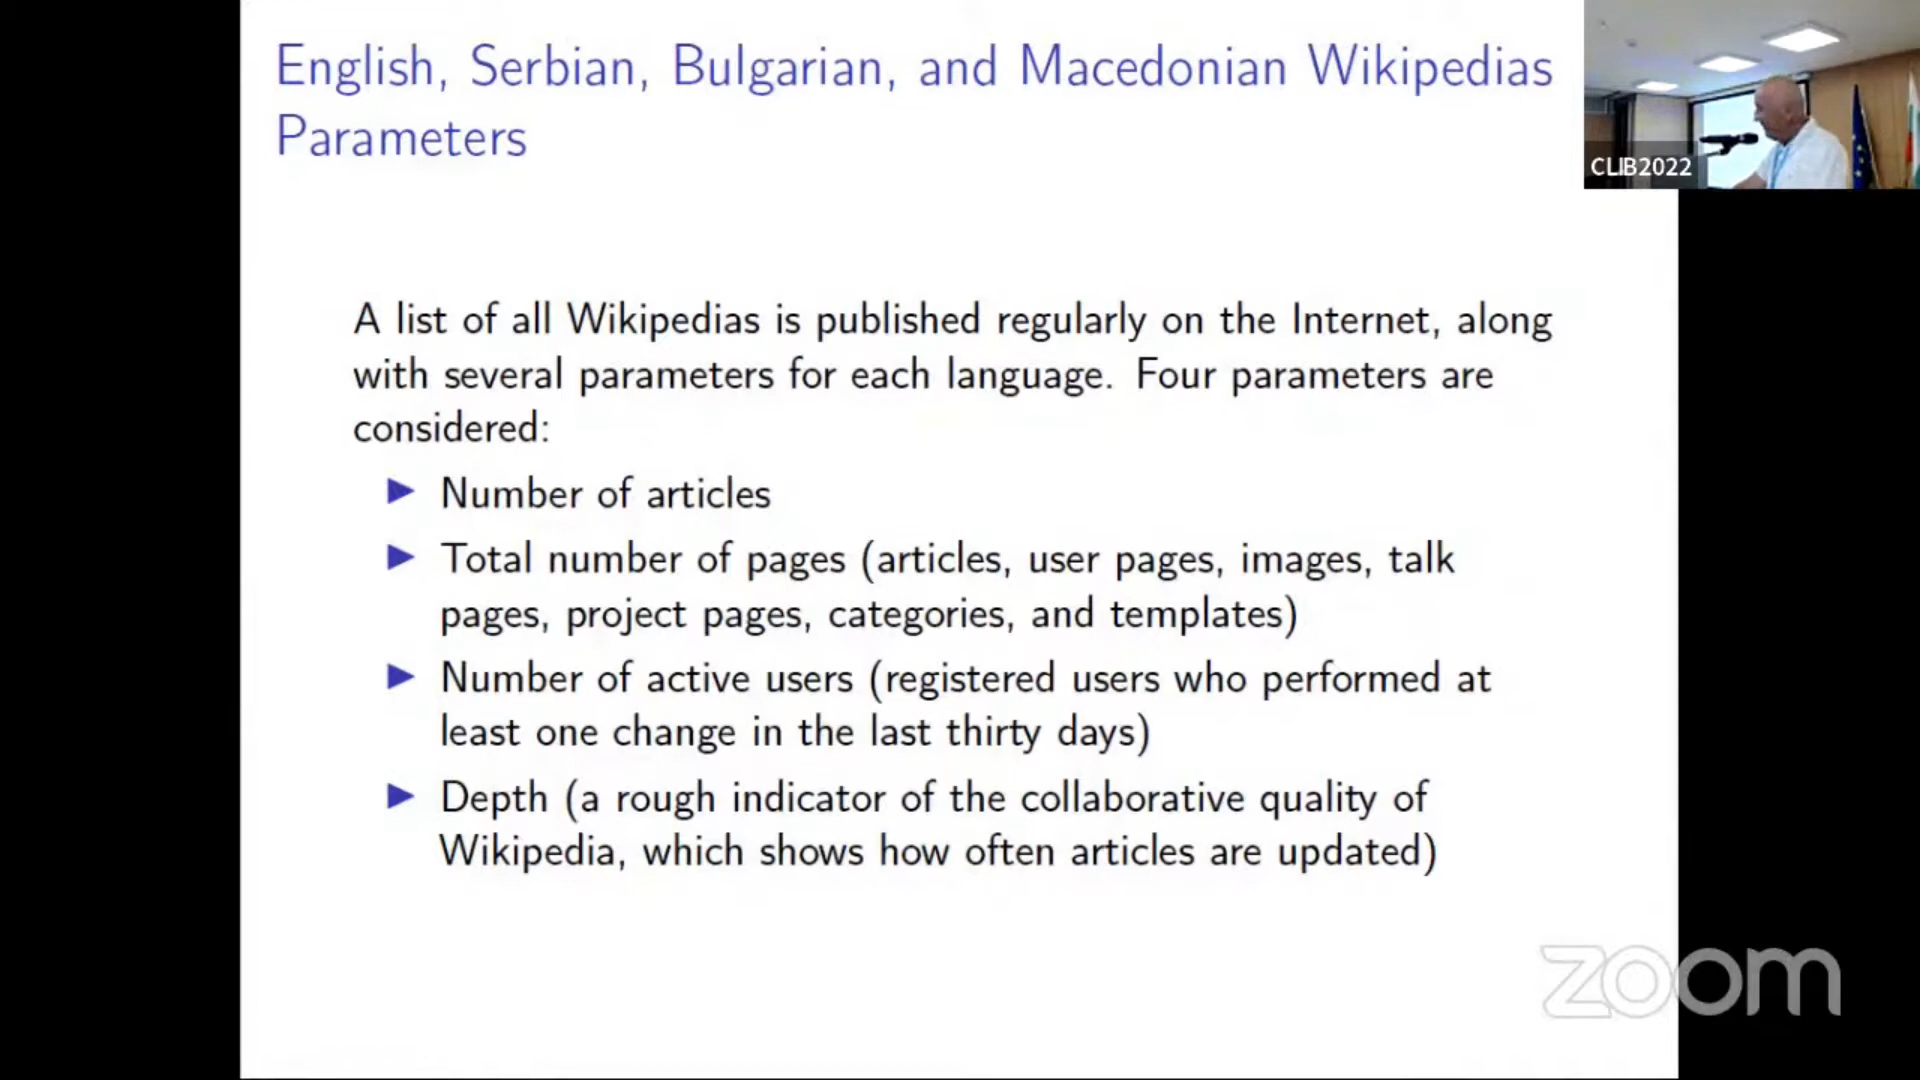 English, Serbian, Bulgarian, and Macedonian Wikipedias
Parameters
CLIB2022
A list of all Wikipedias is published regularly on the Internet, along
with several parameters for each language. Four parameters are
considered:
Number of articles
Total number of pages (articles, user pages, images, talk
pages, project pages, categories, and templates)
Number of active users (registered users who performed at
least one change in the last thirty days)
Depth (a rough indicator of the collaborative quality of
Wikipedia, which shows how often articles are updated)
zoom